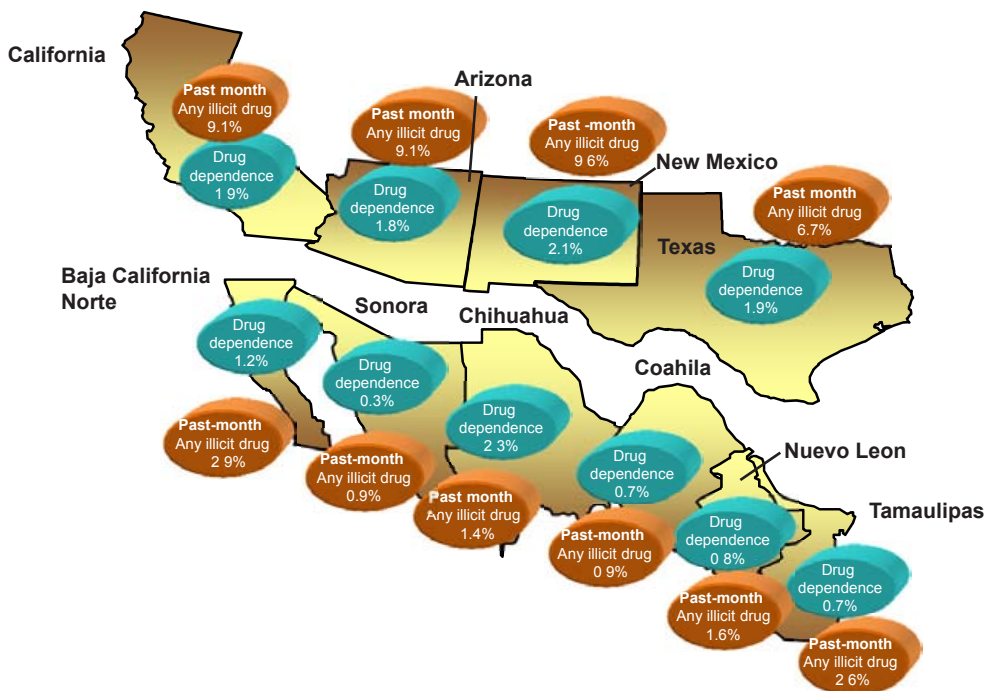 California
Past month
Any illicit drug
9.1%
Drug
dependence
1 9%
Arizona
Past month
Any illicit drug
9.1%
Drug
dependence
1.8%
Past -month
Any illicit drug
9 6%
New Mexico
Drug
dependence
2.1%
Past month
Any illicit drug
6.7%
Texas
Drug
dependence
1.9%
Baja California
Norte
Drug
dependence
1.2%
Past-month
Any illicit drug
2 9%
Sonora
Drug
dependence
0.3%
Past-month
Any illicit drug
0.9%
Chihuahua
Drug
dependence
2 3%
Past month
Any illicit drug
1.4%
Coahila
Drug
dependence
0.7%
Past-month
Any illicit drug
0 9%
Nuevo Leon
Drug
dependence
0 8%
Past-month
Any illicit drug
1.6%
Tamaulipas
Drug
dependence
0.7%
Past-month
Any illicit drug
2 6%